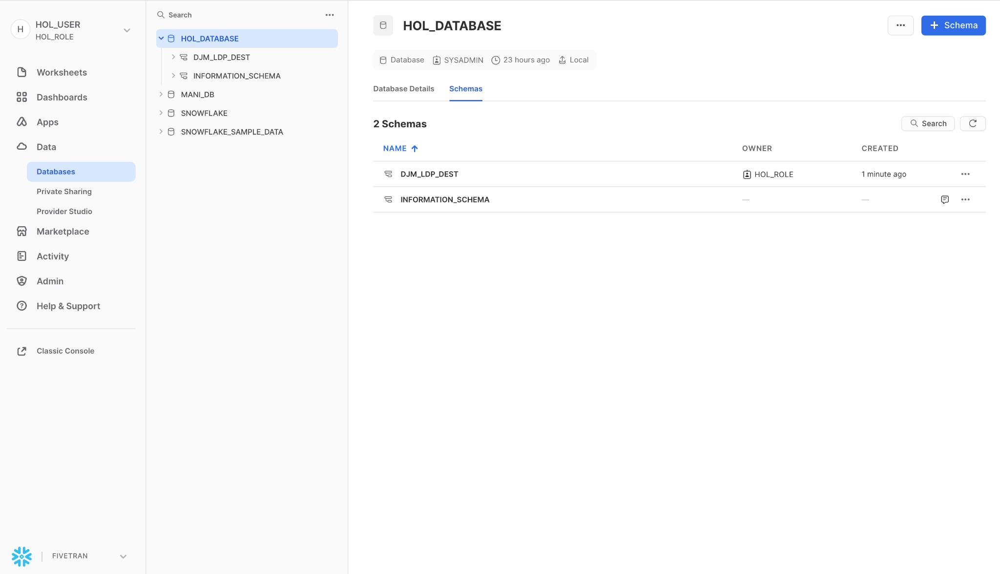 H
HOL_USER
HOL_ROLE
Worksheets
Dashboards
Apps
Data
Databases
Private Sharing
Provider Studio
Marketplace
Activity
Admin
Help & Support
Classic Console
FIVETRAN
Search
HOL_DATABASE
DJM_LDP_DEST
INFORMATION_SCHEMA
MANI_DB
SNOWFLAKE
SNOWFLAKE_SAMPLE_DATA
HOL_DATABASE
+ Schema
Database SYSADMIN 23 hours ago Local
Database Details Schemas
2 Schemas
Search
NAME OWNER CREATED
DJM_LDP_DEST HOL_ROLE 1 minute ago
INFORMATION_SCHEMA — —